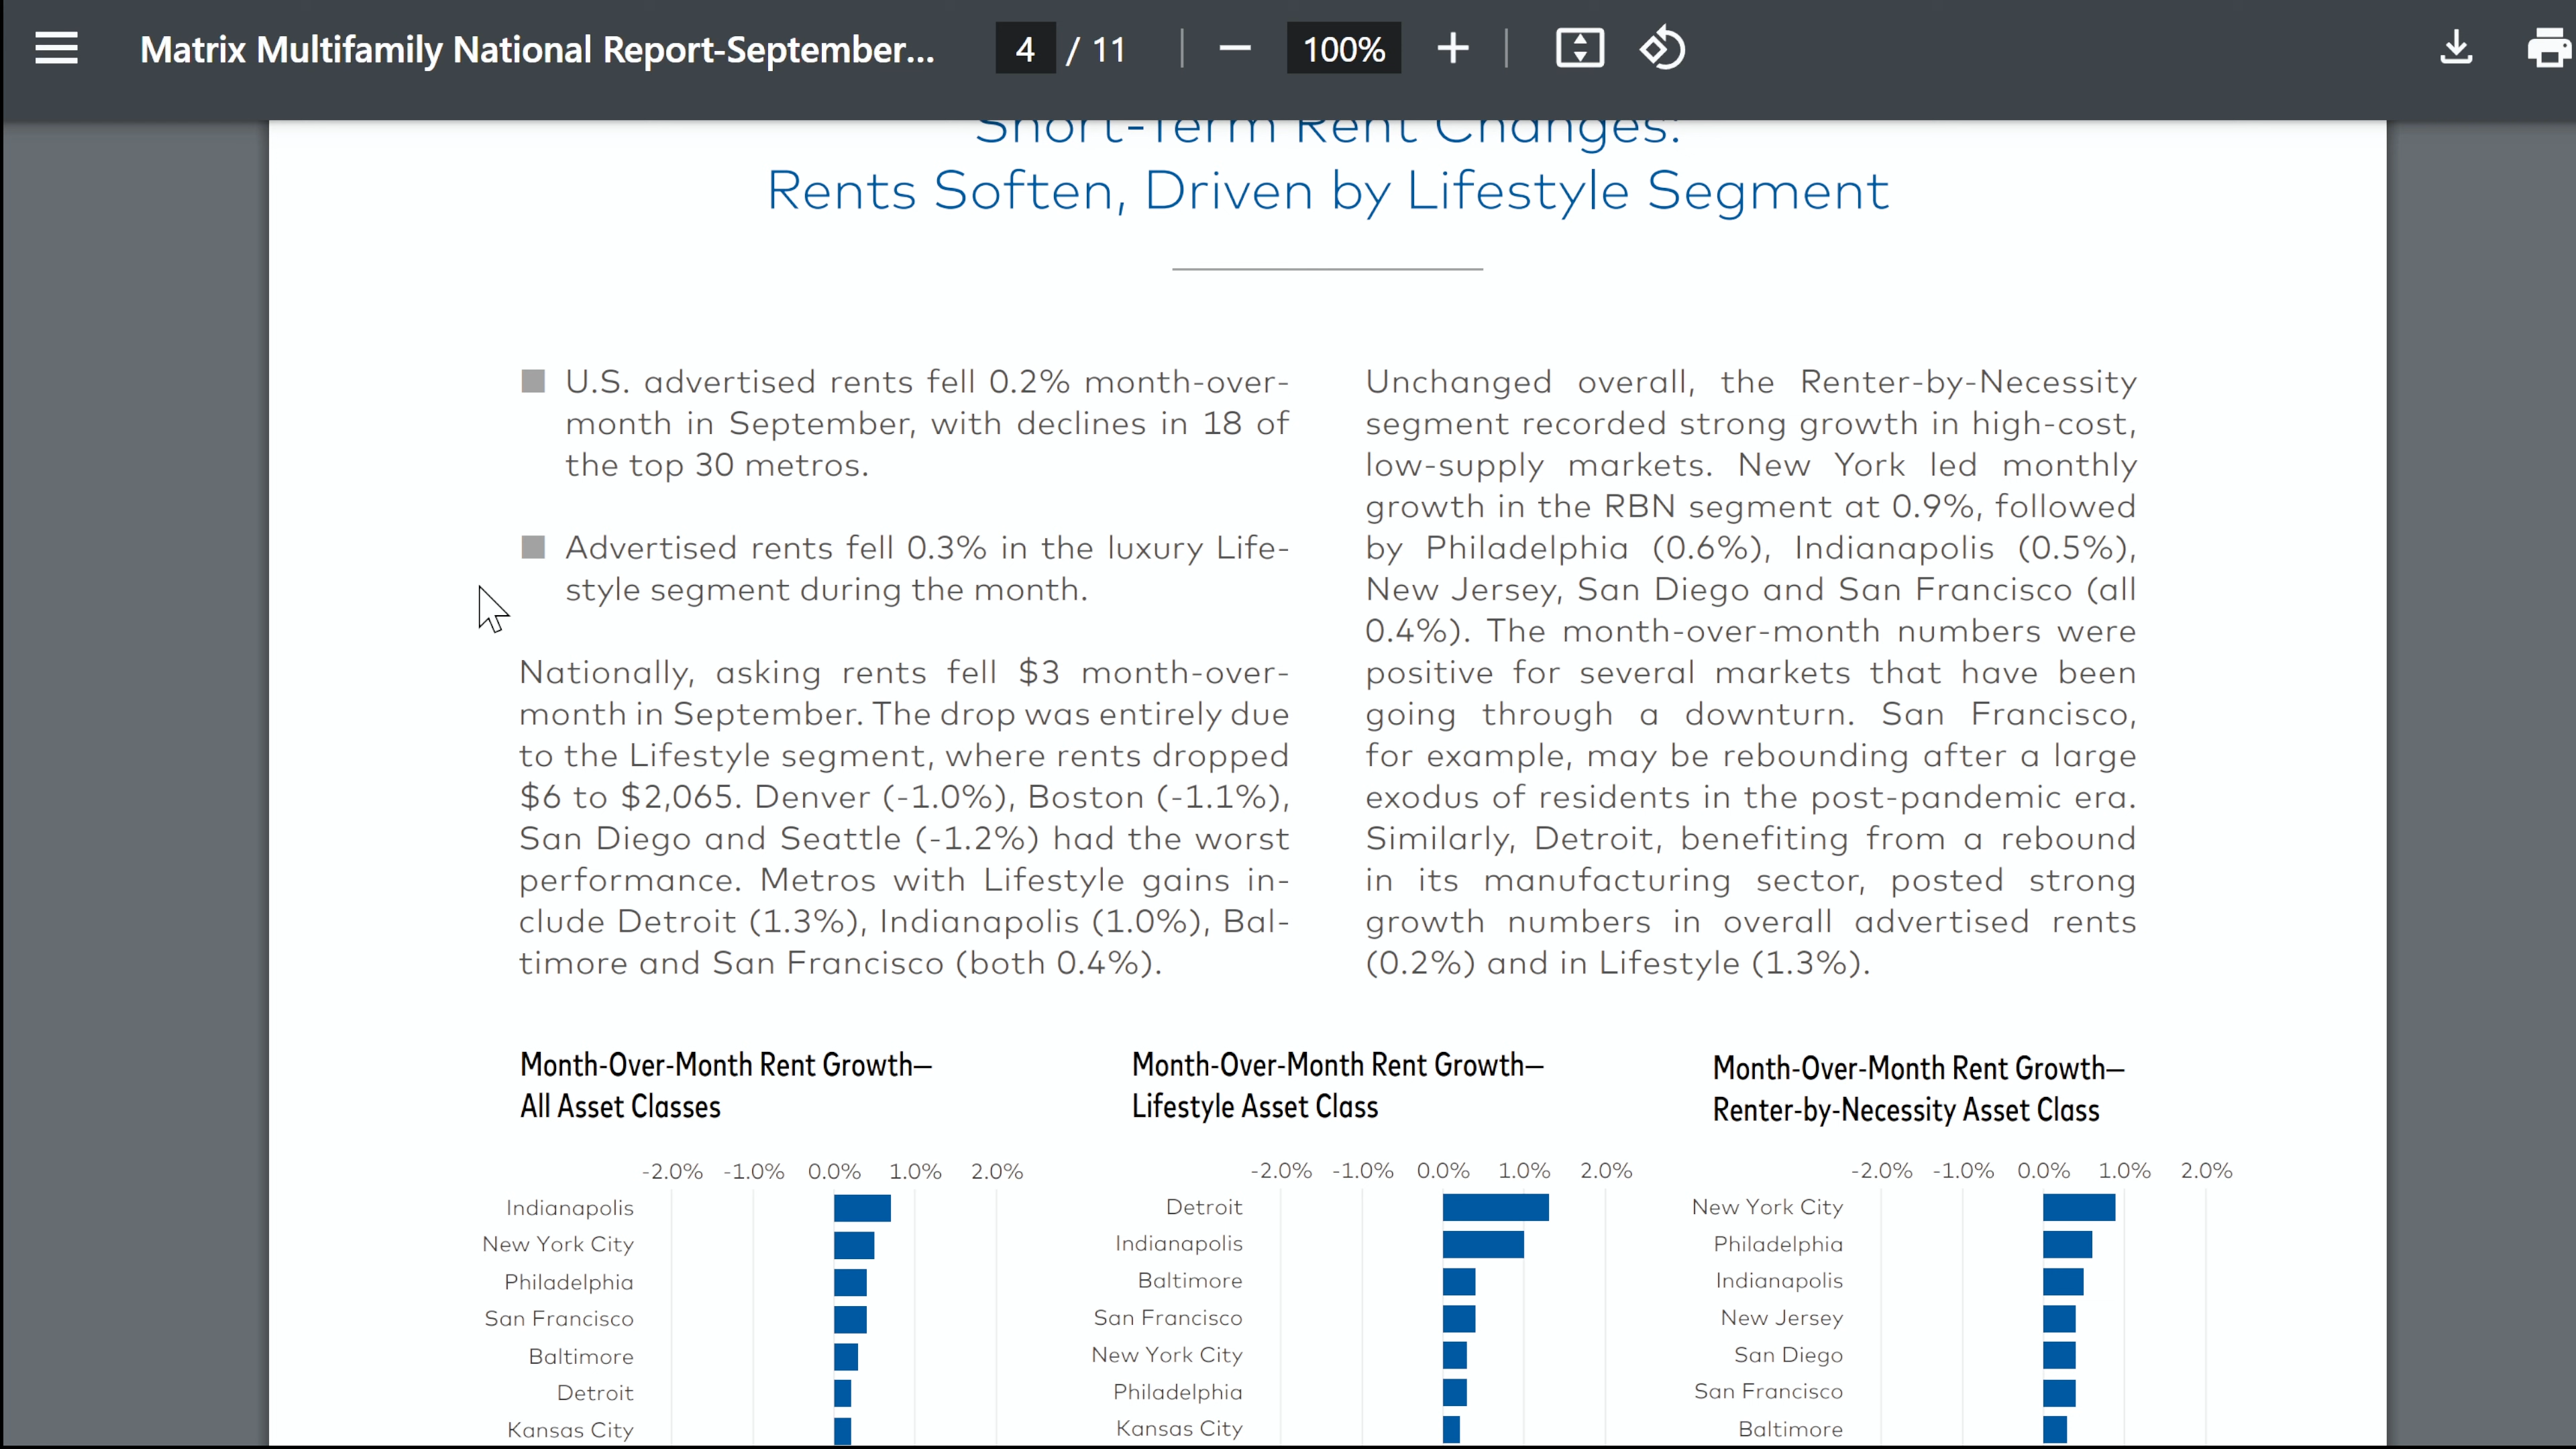 Matrix Multifamily National Report-September...
4 / 11
100%
Short-Term Rent Changes:
Rents Soften, Driven by Lifestyle Segment
U.S. advertised rents fell 0.2% month-over-
month in September, with declines in 18 of
the top 30 metros.
Advertised rents fell 0.3% in the luxury Life-
style segment during the month.
Nationally, asking rents fell $3 month-over-
month in September. The drop was entirely due
to the Lifestyle segment, where rents dropped
$6 to $2,065. Denver (-1.0%), Boston (-1.1%),
San Diego and Seattle (-1.2%) had the worst
performance. Metros with Lifestyle gains in-
clude Detroit (1.3%), Indianapolis (1.0%), Bal-
timore and San Francisco (both 0.4%).
Unchanged overall, the Renter-by-Necessity
segment recorded strong growth in high-cost,
low-supply markets. New York led monthly
growth in the RBN segment at 0.9%, followed
by Philadelphia (0.6%), Indianapolis (0.5%),
New Jersey, San Diego and San Francisco (all
0.4%). The month-over-month numbers were
positive for several markets that have been
going through a downturn. San Francisco,
for example, may be rebounding after a large
exodus of residents in the post-pandemic era.
Similarly, Detroit, benefiting from a rebound
in its manufacturing sector, posted strong
growth numbers in overall advertised rents
(0.2%) and in Lifestyle (1.3%).
Month-Over-Month Rent Growth—
All Asset Classes
-2.0% -1.0% 0.0% 1.0% 2.0%
Indianapolis
New York City
Philadelphia
San Francisco
Baltimore
Detroit
Kansas City
Month-Over-Month Rent Growth—
Lifestyle Asset Class
-2.0% -1.0% 0.0% 1.0% 2.0%
Detroit
Indianapolis
Baltimore
San Francisco
New York City
Philadelphia
Kansas City
Month-Over-Month Rent Growth—
Renter-by-Necessity Asset Class
-2.0% -1.0% 0.0% 1.0% 2.0%
New York City
Philadelphia
Indianapolis
New Jersey
San Diego
San Francisco
Baltimore